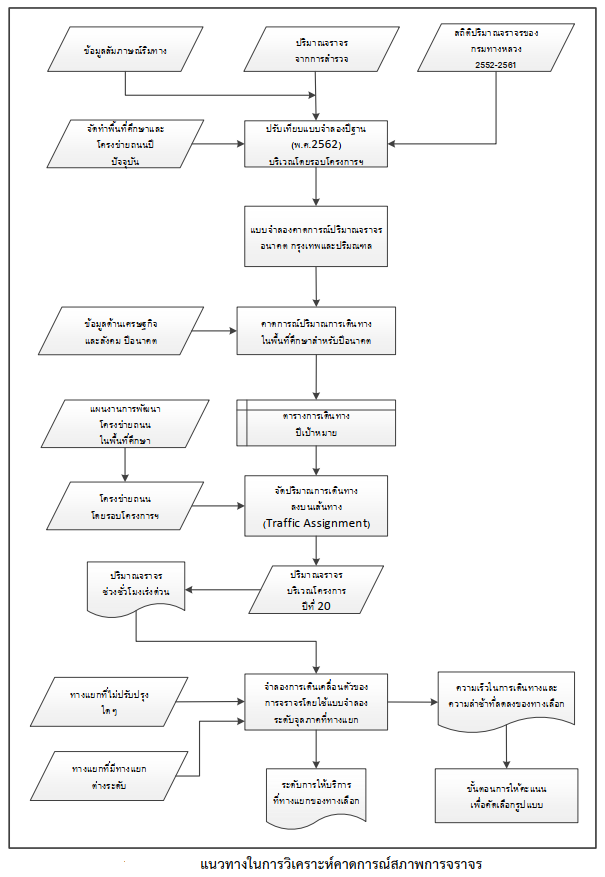 ข้อมูลสัมภาษณ์ริมทาง
ปริมาณจราจร
จากการสำรวจ
สถิติปริมาณจราจรของ
กรมทางหลวง
2552-2561
จัดทำพื้นที่ศึกษาและ
โครงข่ายถนนปี
ปัจจุบัน
ปรับเทียบแบบจำลองปีฐาน
(พ.ศ.2562)
บริเวณโดยรอบโครงการฯ
แบบจำลองคาดการณ์ปริมาณจราจร
อนาคต กรุงเทพและปริมณฑล
ข้อมูลด้านเศรษฐกิจ
และสังคม ปีอนาคต
คาดการณ์ปริมาณการเดินทาง
ในพื้นที่ศึกษาสำหรับปีอนาคต
แผนงานการพัฒนา
โครงข่ายถนน
ในพื้นที่ศึกษา
ตารางการเดินทาง
ปีเป้าหมาย
โครงข่ายถนน
โดยรอบโครงการฯ
จัดปริมาณการเดินทาง
ลงบนเส้นทาง
(Traffic Assignment)
ปริมาณจราจร
ช่วงชั่วโมงเร่งด่วน
ปริมาณจราจร
บริเวณโครงการ
ปีที่ 20
ทางแยกที่ไม่ปรับปรุง
ใดๆ
จำลองการเดินเคลื่อนตัวของ
การจราจรโดยใช้แบบจำลอง
ระดับจุลภาคที่ทางแยก
ความเร็วในการเดินทางและ
ความล่าช้าที่ลดลงของทางเลือก
ทางแยกที่มีทางแยก
ต่างระดับ
ระดับการให้บริการ
ที่ทางแยกของทางเลือก
ขั้นตอนการให้คะแนน
เพื่อคัดเลือกรูปแบบ
แนวทางในการวิเคราะห์คาดการณ์สภาพการจราจร